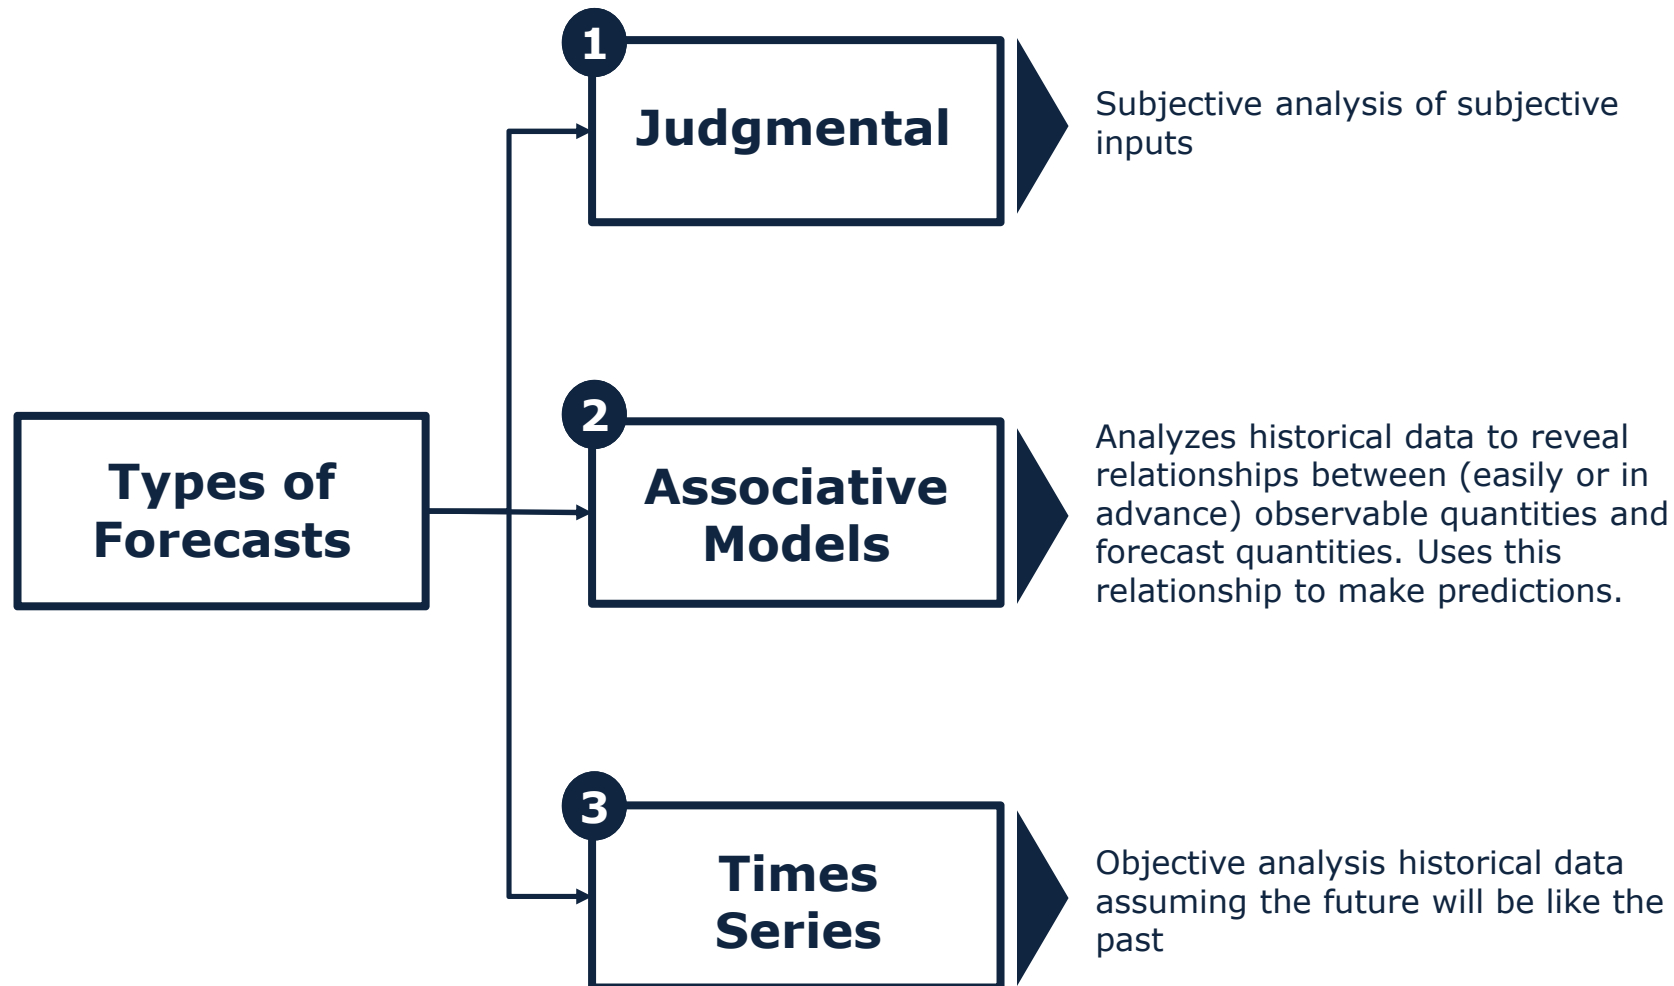 Types of
Forecasts
1
Judgmental
Subjective analysis of subjective
inputs
2
Associative
Models
Analyzes historical data to reveal
relationships between (easily or in
advance) observable quantities and
forecast quantities. Uses this
relationship to make predictions.
3
Times
Series
Objective analysis historical data
assuming the future will be like the
past